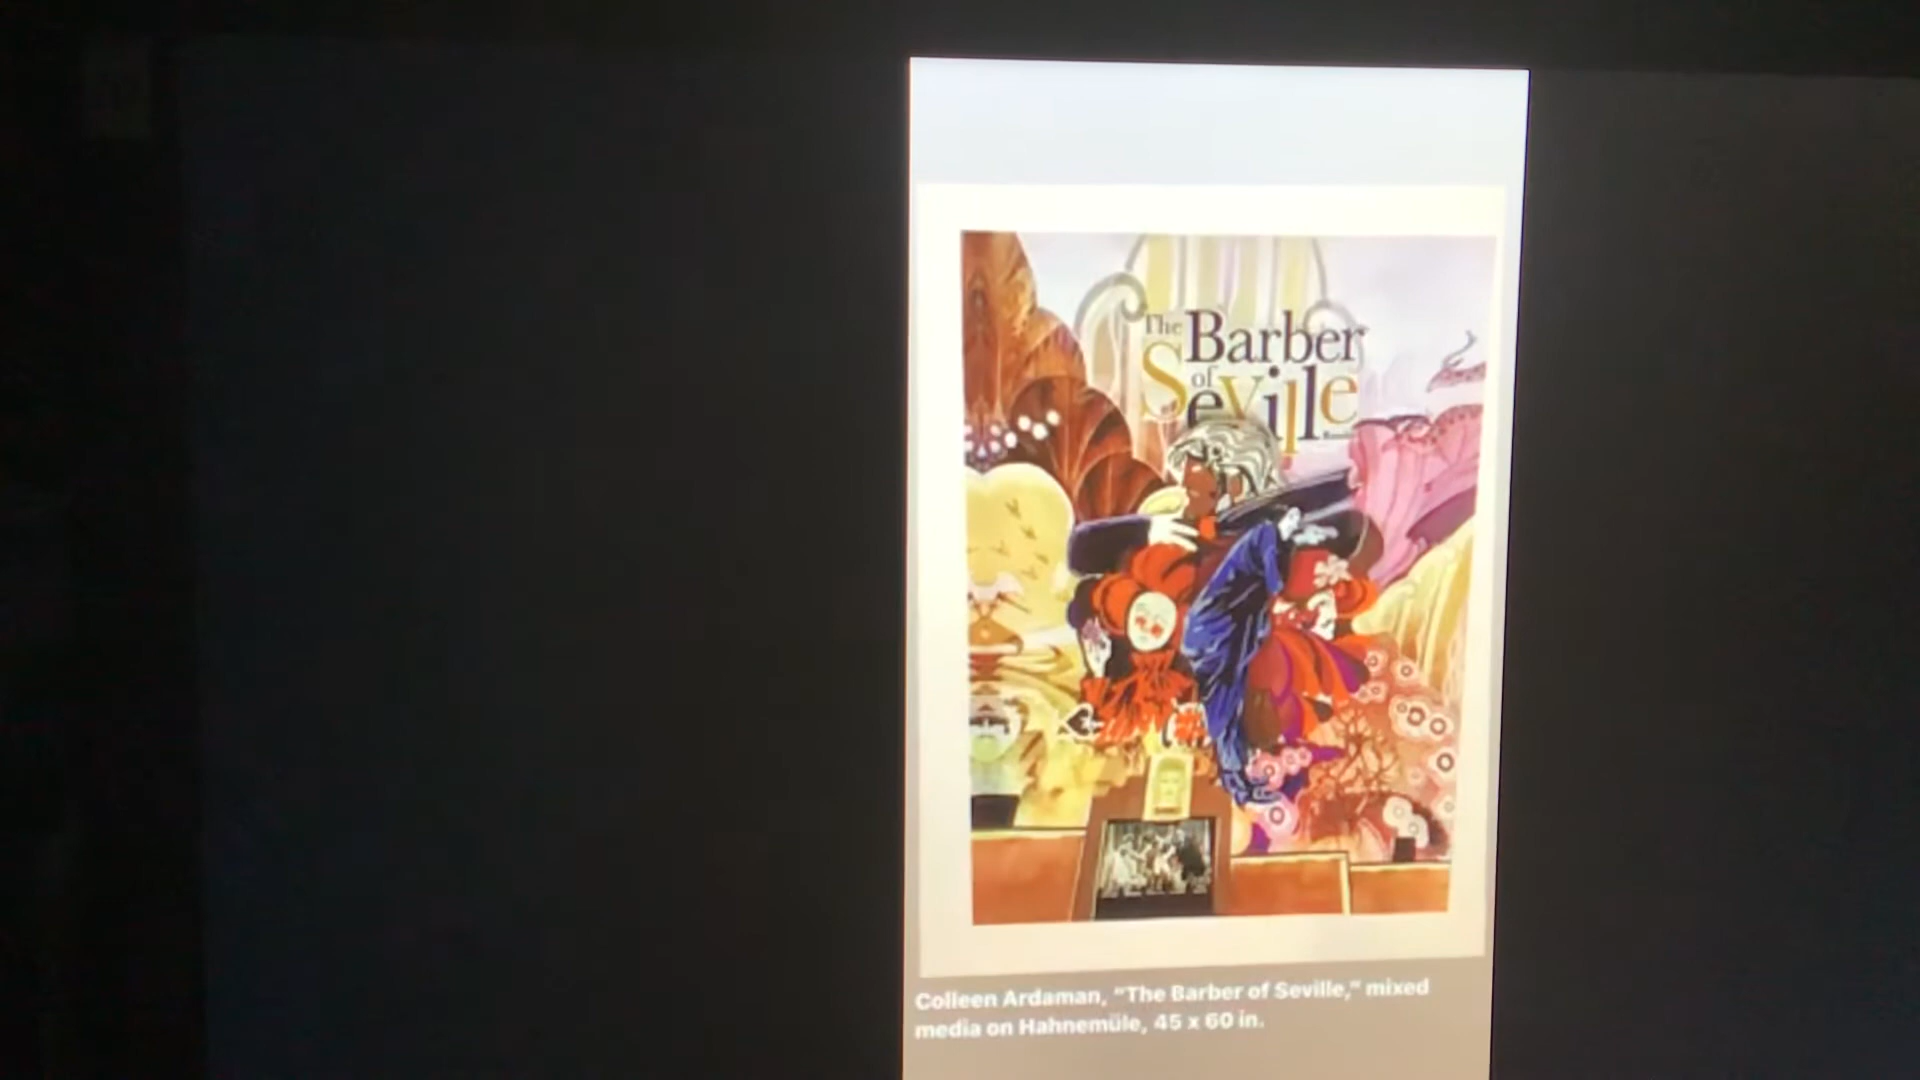 The Barber
of
Seville
Colleen Ardaman, "The Barber of Seville," mixed
media on Hahnemüle, 45 x 60 in.